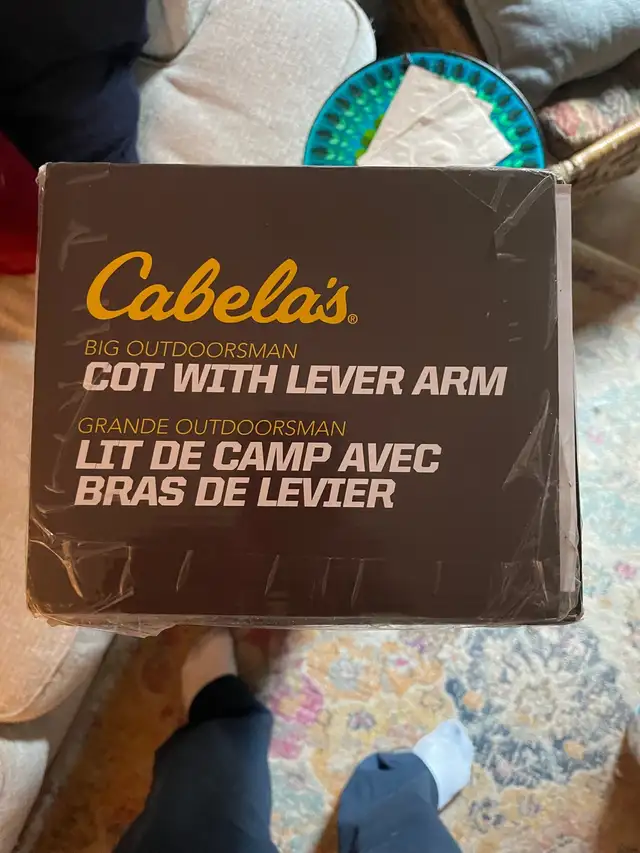 Cabela's®
BIG OUTDOORSMAN
COT WITH LEVER ARM
GRANDE OUTDOORSMAN
LIT DE CAMP AVEC
BRAS DE LEVIER